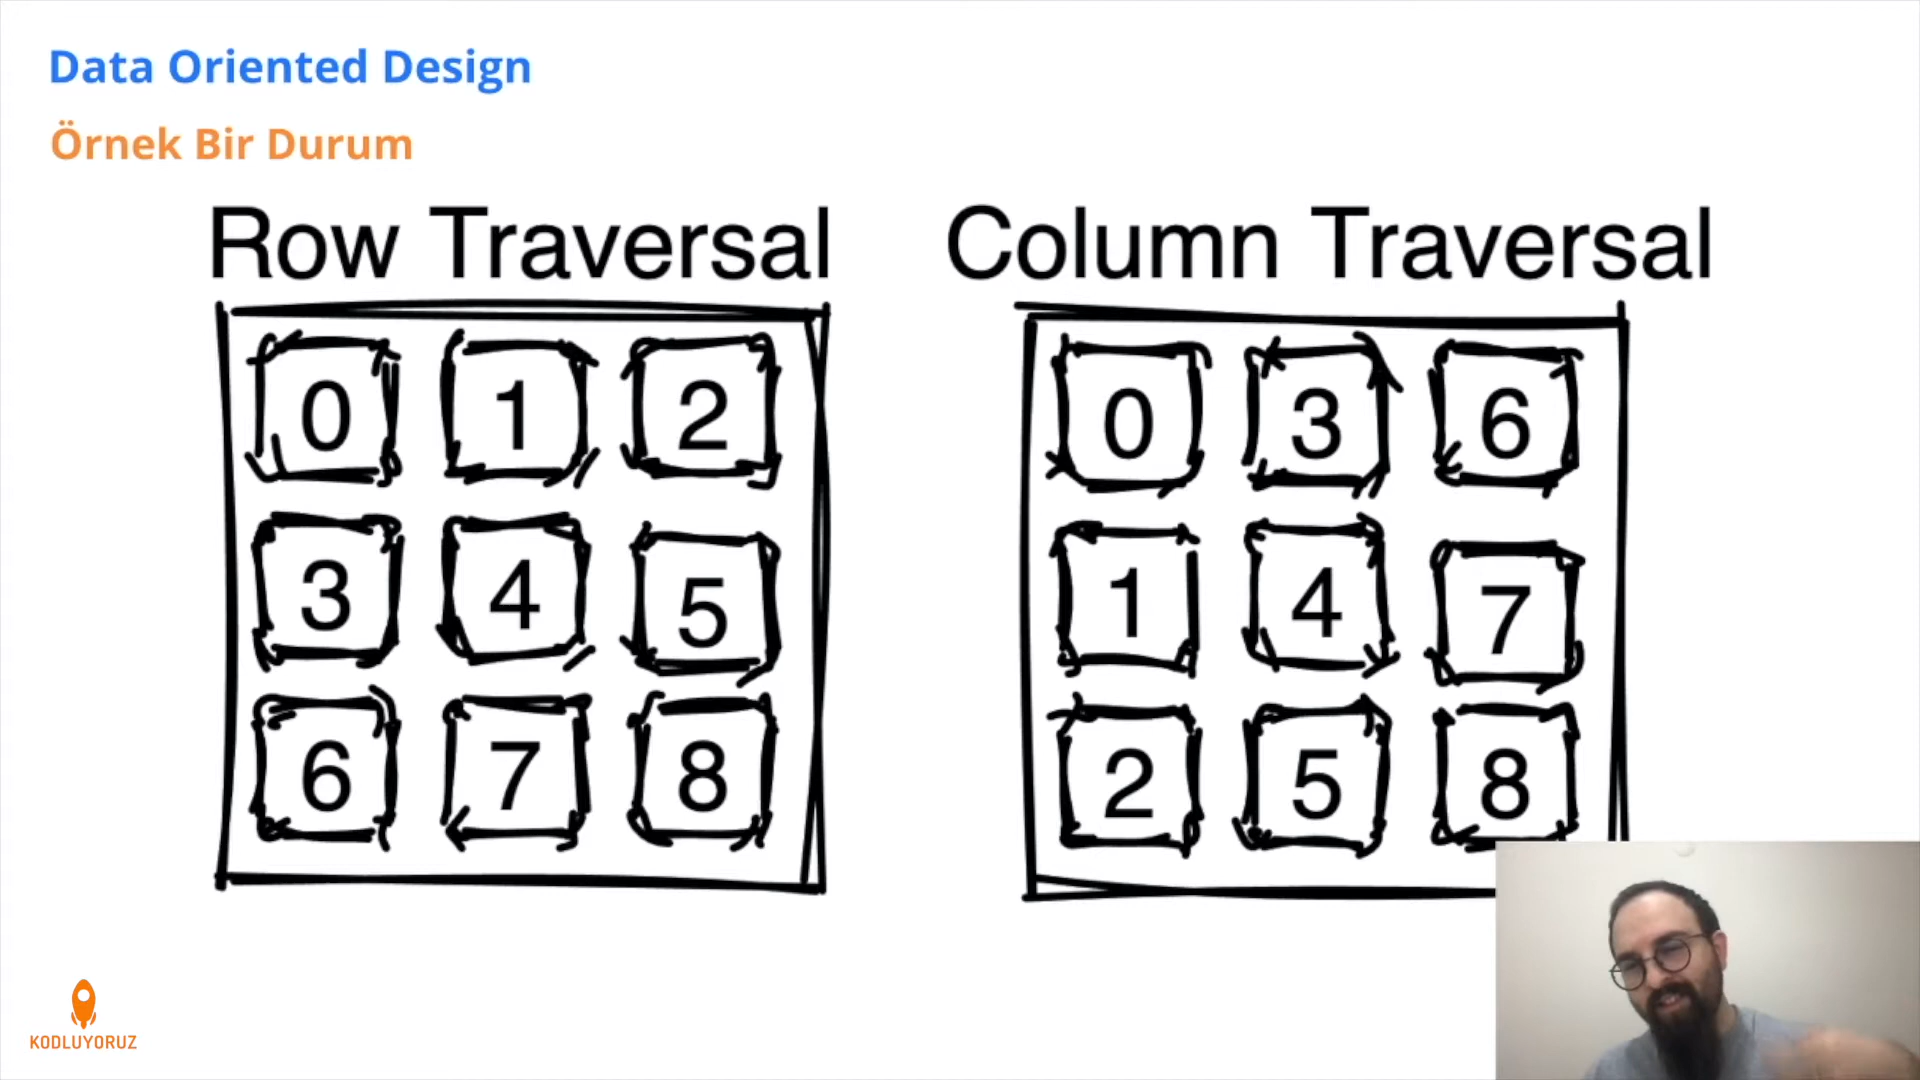 Data Oriented Design
Örnek Bir Durum
Row Traversal
0 1 2
3 4 5
6 7 8
Column Traversal
0 3 6
1 4 7
2 5 8
KODLUYORUZ